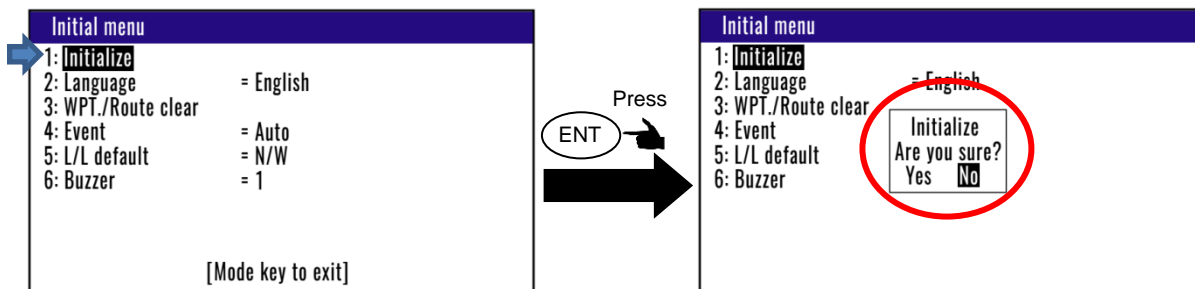 Initial menu
1: Initialize
2: Language = English
3: WPT./Route clear
4: Event = Auto
5: L/L default = N/W
6: Buzzer = 1
[Mode key to exit]
Press
ENT
Initial menu
1: Initialize
2: Language = English
3: WPT./Route clear
4: Event
5: L/L default
6: Buzzer
Initialize
Are you sure?
Yes No